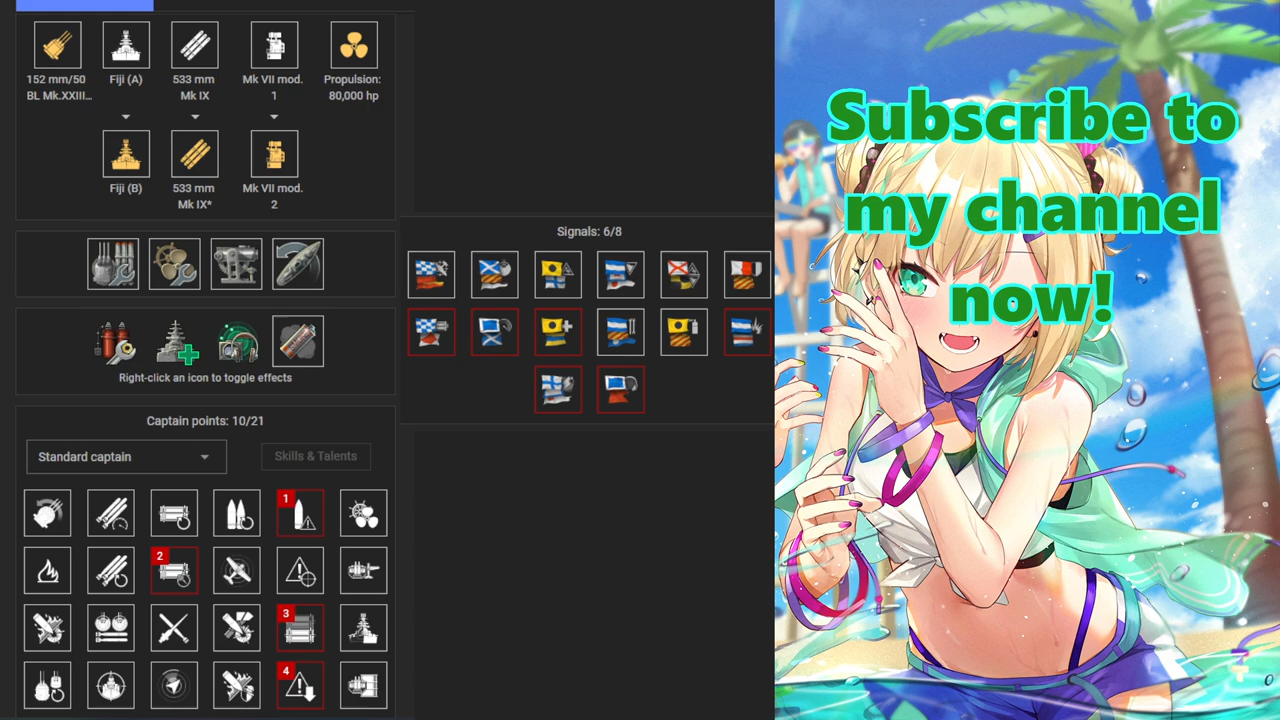 152 mm/50
BL Mk.XXIII...
Fiji (A)
533 mm
Mk IX
Mk VII mod.
1
Propulsion:
80,000 hp
Fiji (B)
533 mm
Mk IX*
Mk VII mod.
2
Right-click an icon to toggle effects
Captain points: 10/21
Standard captain
Skills & Talents
1
2
3
4
Signals: 6/8
Subscribe to
my channel
now!